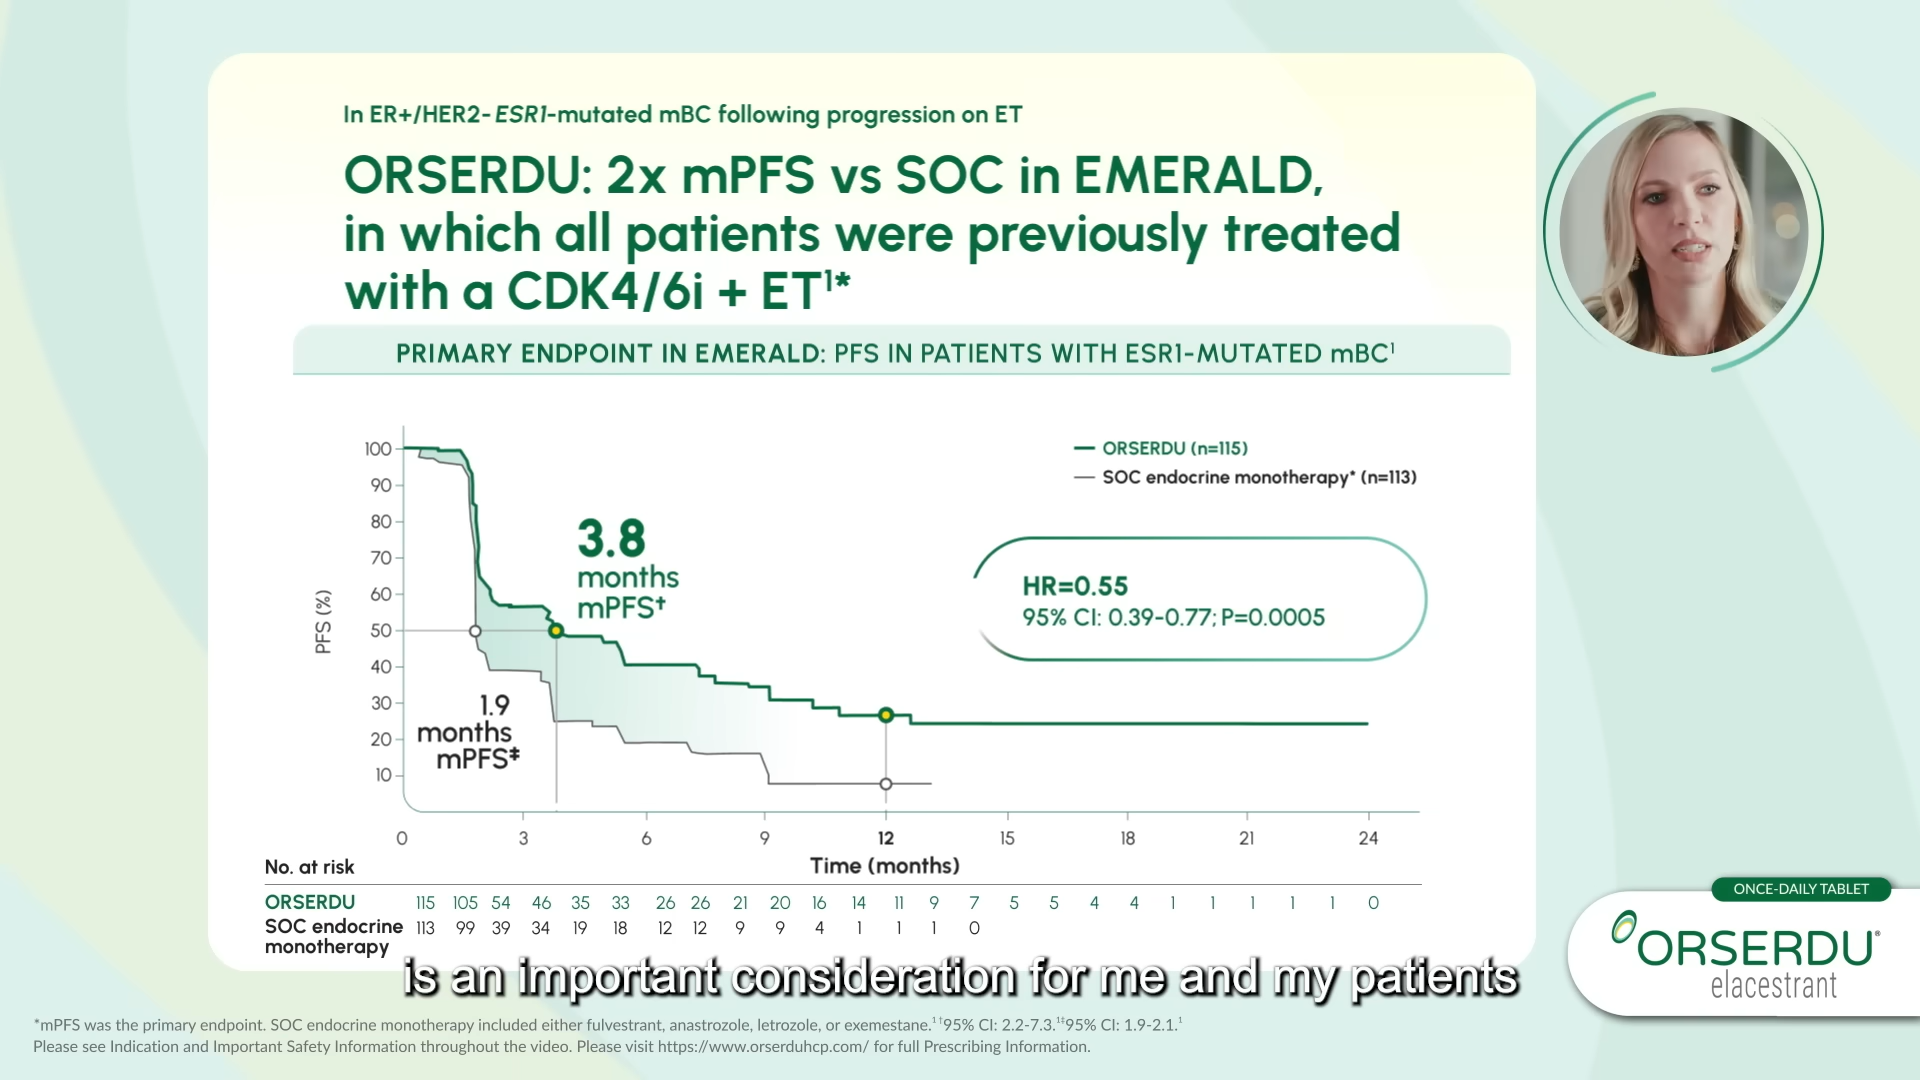 In ER+/HER2- ESR1-mutated mBC following progression on ET
ORSERDU: 2x mPFS vs SOC in EMERALD,
in which all patients were previously treated
with a CDK4/6i + ET¹*
PRIMARY ENDPOINT IN EMERALD: PFS IN PATIENTS WITH ESR1-MUTATED mBC¹
ORSERDU (n=115)
SOC endocrine monotherapy* (n=113)
PFS (%)
100
90
80
70
60
50
40
30
20
10
3.8
months
mPFS†
1.9
months
mPFS‡
HR=0.55
95% CI: 0.39-0.77; P=0.0005
0 3 6 9 12 15 18 21 24
Time (months)
No. at risk
ORSERDU 115 105 54 46 35 33 26 26 21 20 16 14 11 9 7 5 5 4 4 1 1 1 1 1 0
SOC endocrine monotherapy 113 99 39 34 19 18 12 12 9 9 4 1 1 1 0
is an important consideration for me and my patients
ONCE-DAILY TABLET
ORSERDU®
elacestrant
*mPFS was the primary endpoint. SOC endocrine monotherapy included either fulvestrant, anastrozole, letrozole, or exemestane.¹ †95% CI: 2.2-7.3.¹‡95% CI: 1.9-2.1.¹
Please see Indication and Important Safety Information throughout the video. Please visit https://www.orserduhcp.com/ for full Prescribing Information.